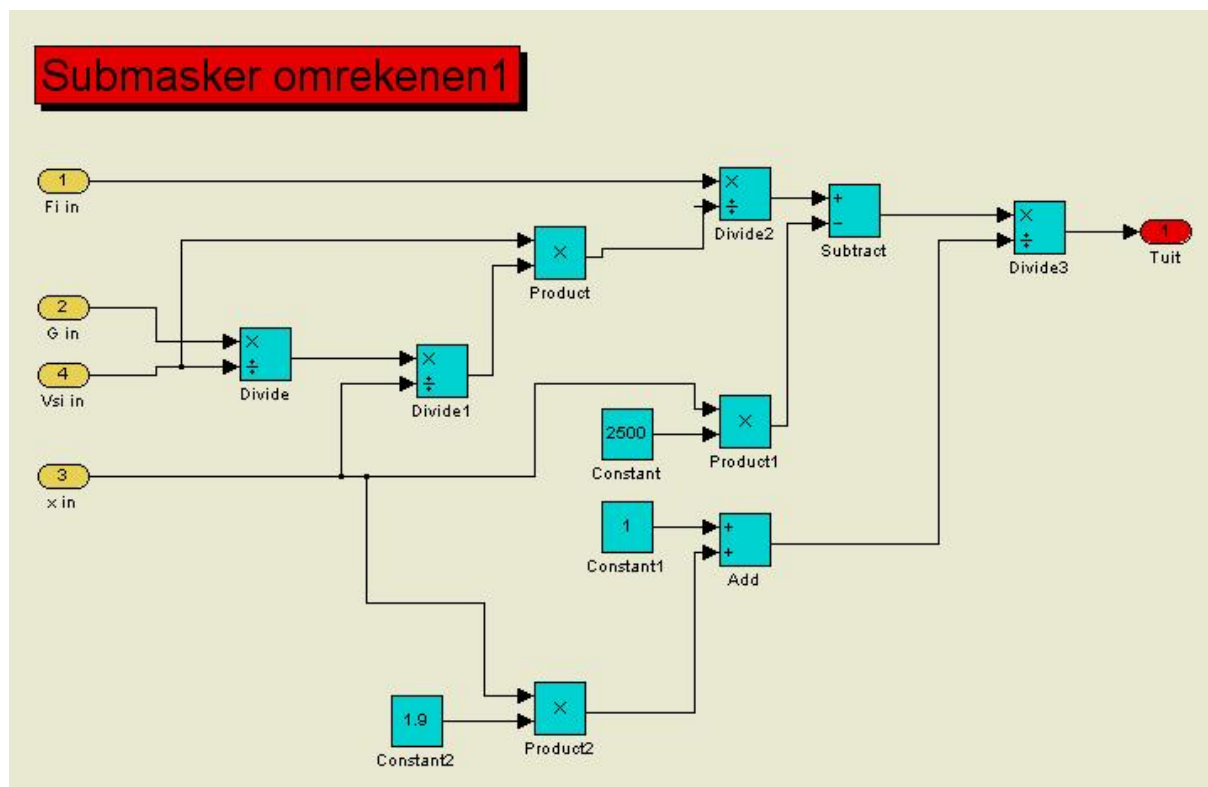 Submasker omrekenen1
1
Fi in
×
÷
Divide2
+
−
Subtract
×
÷
Divide3
1
Tuit
×
Product
2
G in
4
Vsi in
×
÷
Divide
×
÷
Divide1
3
x in
2500
Constant
×
Product1
1
Constant1
+
+
Add
1.9
Constant2
×
Product2